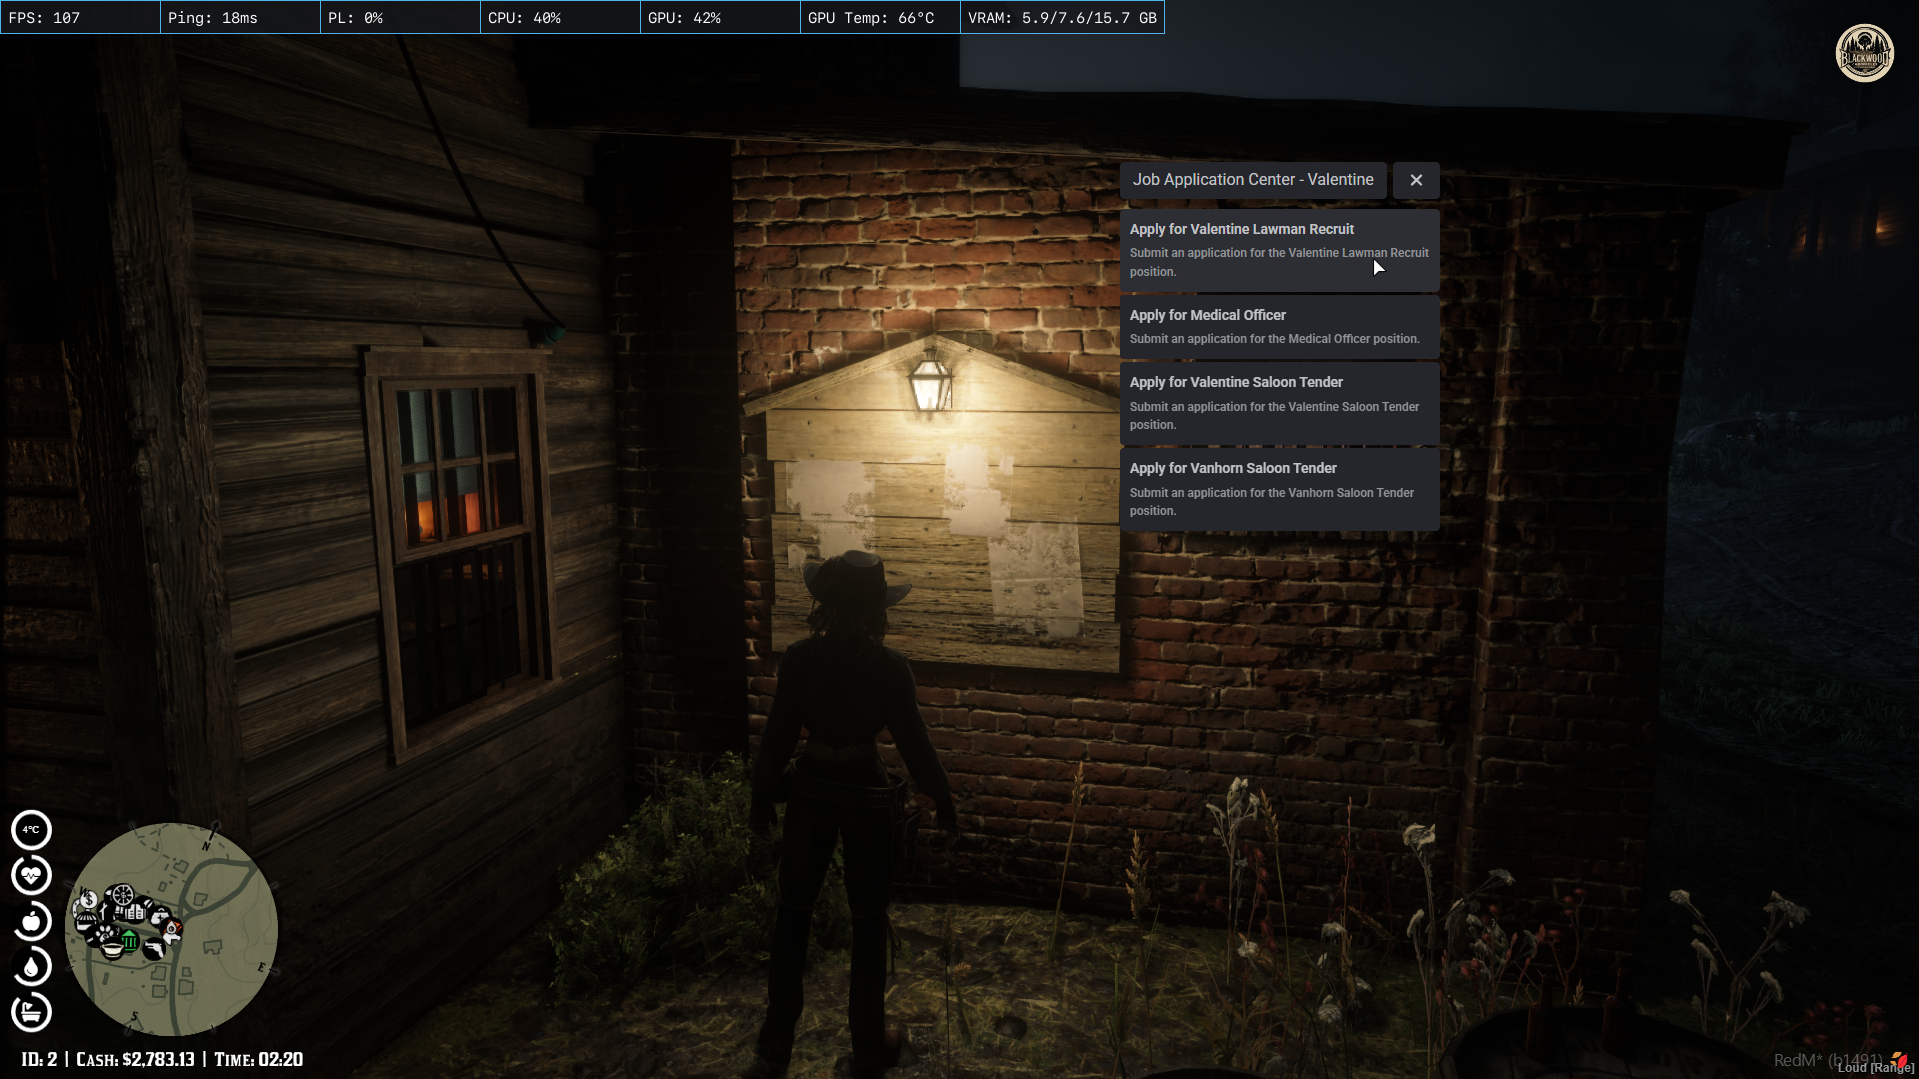 FPS: 107
Ping: 18ms
PL: 0%
CPU: 40%
GPU: 42%
GPU Temp: 66°C
VRAM: 5.9/7.6/15.7 GB
BLACKWOOD
Job Application Center - Valentine
Apply for Valentine Lawman Recruit
Submit an application for the Valentine Lawman Recruit
position.
Apply for Medical Officer
Submit an application for the Medical Officer position.
Apply for Valentine Saloon Tender
Submit an application for the Valentine Saloon Tender
position.
Apply for Vanhorn Saloon Tender
Submit an application for the Vanhorn Saloon Tender
position.
4°C
N
W
E
S
ID: 2 | Cash: $2,783.13 | Time: 02:20
RedM* (b1491)
Loud [Range]